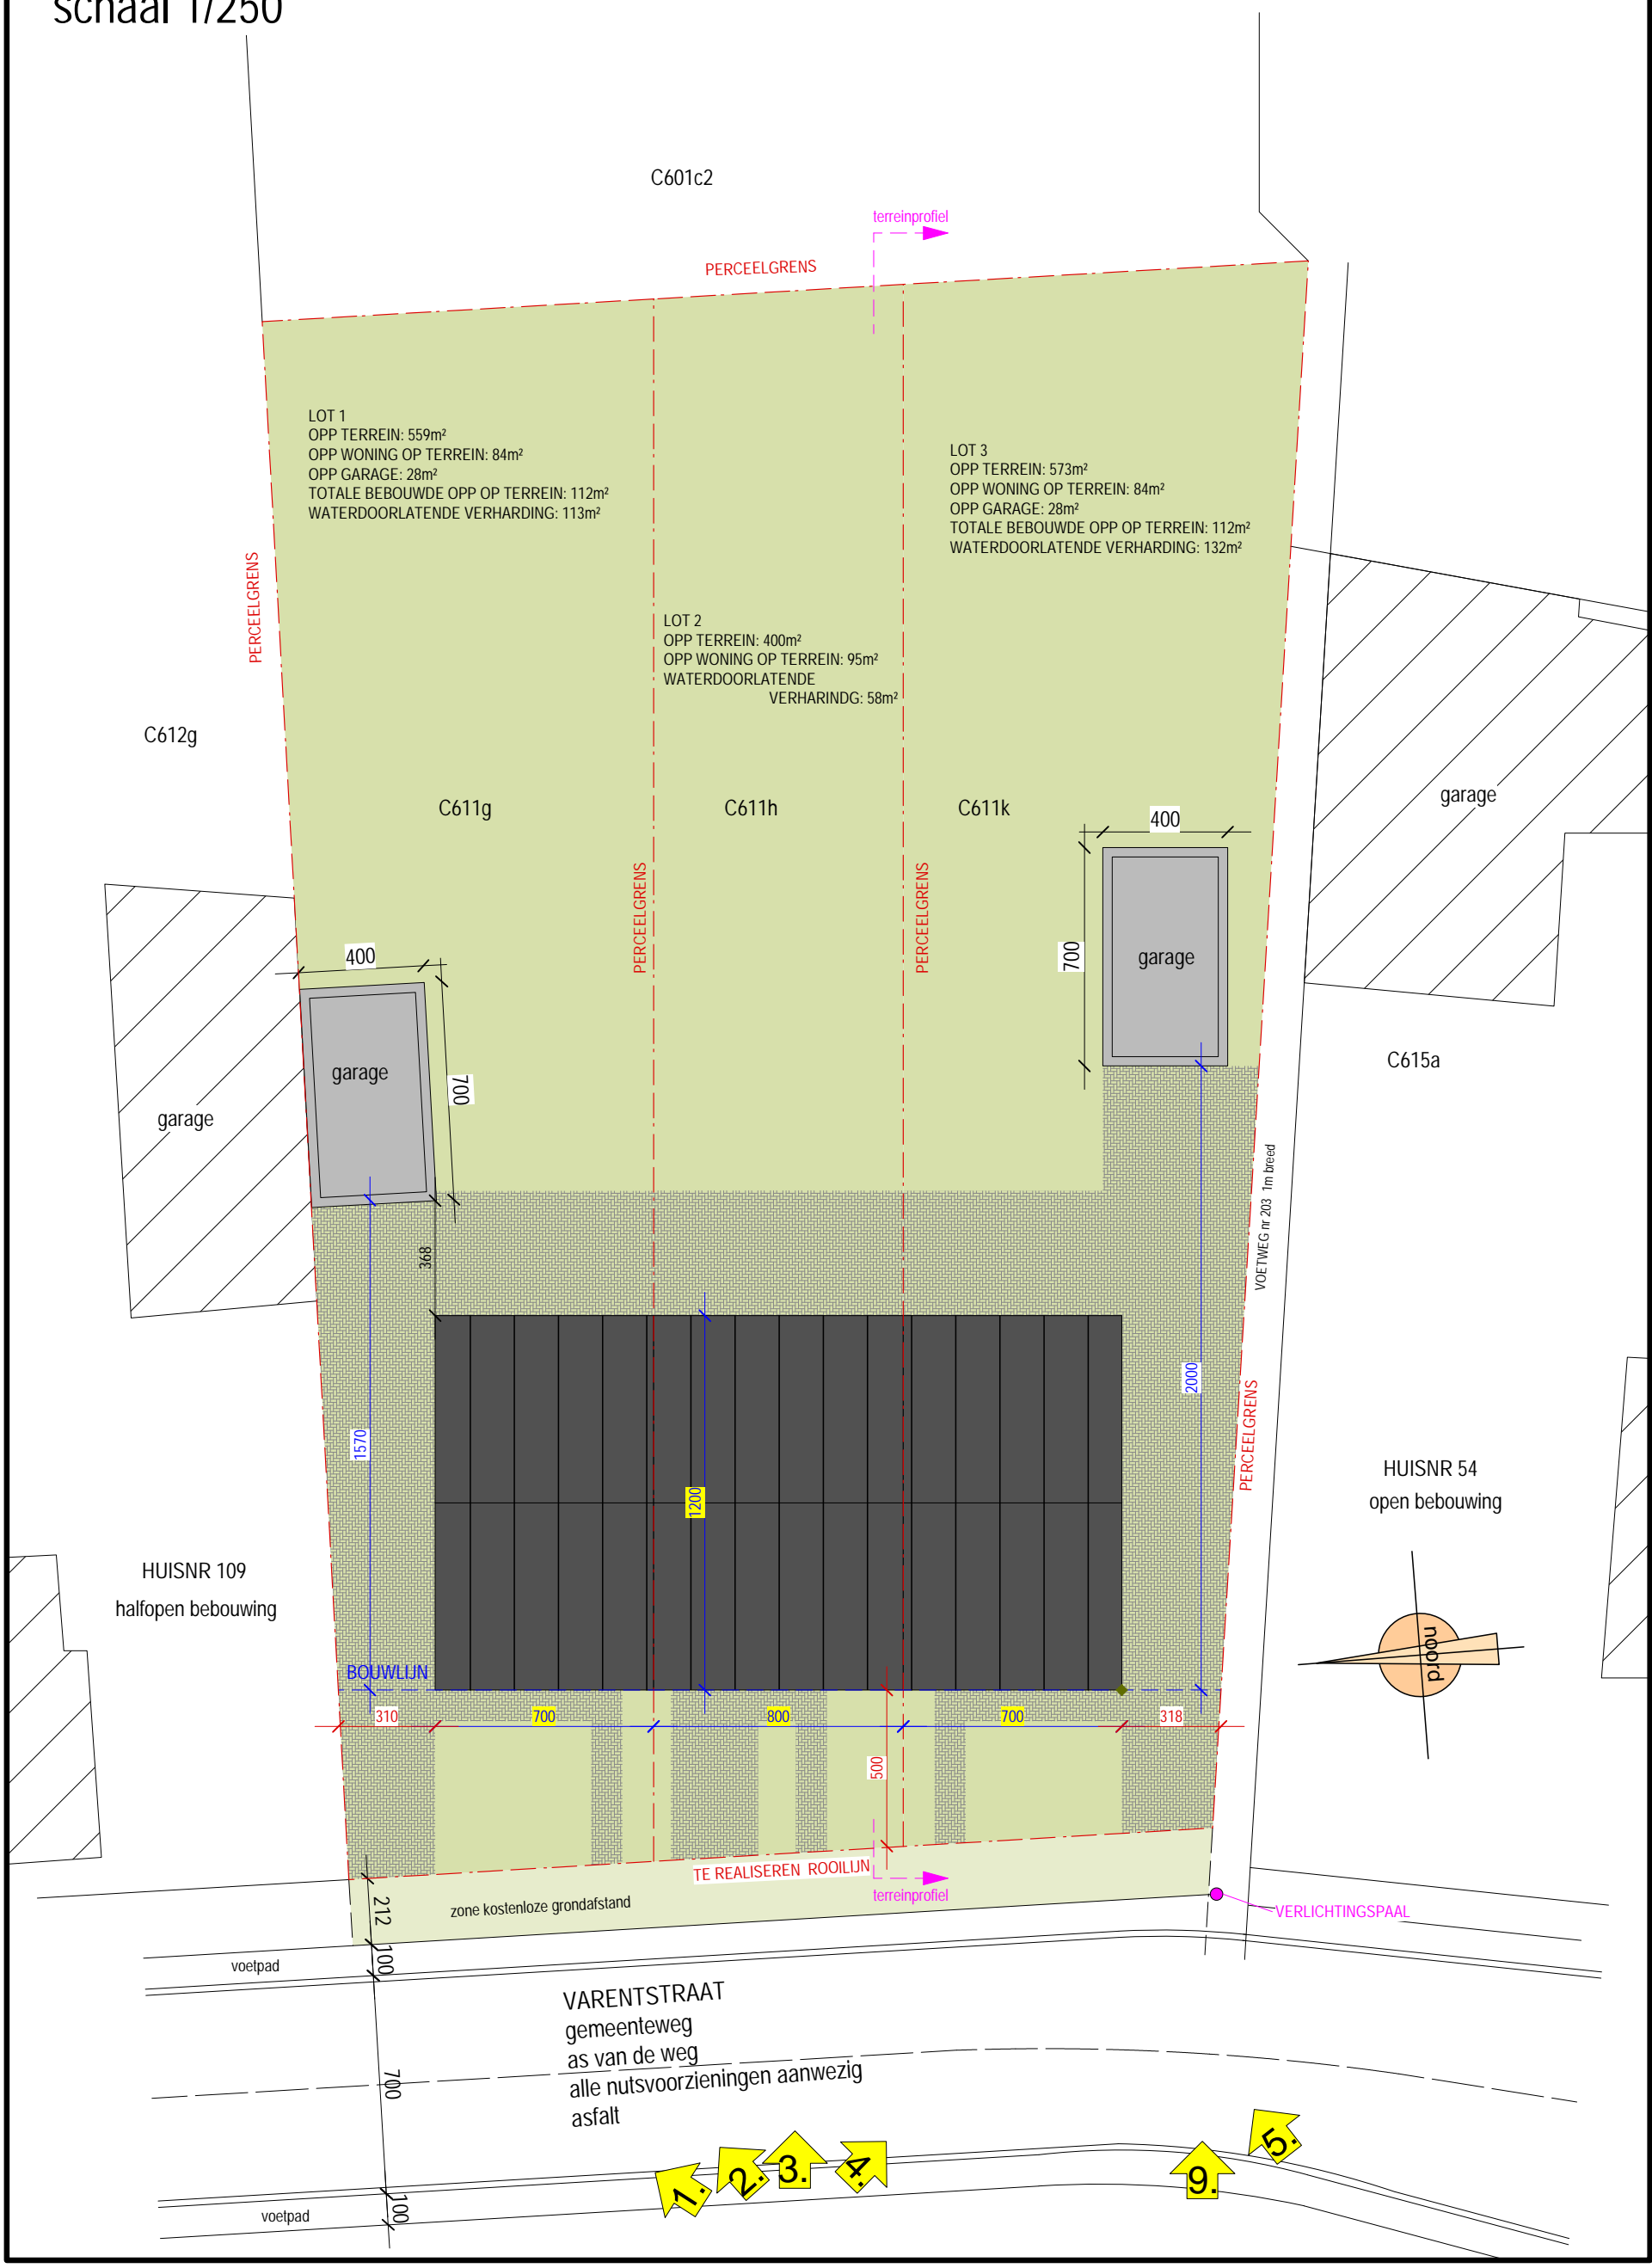 schaal 1/250
C601c2
terreinprofiel
PERCEELGRENS
LOT 1
OPP TERREIN: 559m²
OPP WONING OP TERREIN: 84m²
OPP GARAGE: 28m²
TOTALE BEBOUWDE OPP OP TERREIN: 112m²
WATERDOORLATENDE VERHARDING: 113m²
LOT 3
OPP TERREIN: 573m²
OPP WONING OP TERREIN: 84m²
OPP GARAGE: 28m²
TOTALE BEBOUWDE OPP OP TERREIN: 112m²
WATERDOORLATENDE VERHARDING: 132m²
PERCEELGRENS
LOT 2
OPP TERREIN: 400m²
OPP WONING OP TERREIN: 95m²
WATERDOORLATENDE
VERHARINDG: 58m²
C612g
C611g
C611h
C611k
garage
400
PERCEELGRENS
PERCEELGRENS
400
700
garage
C615a
garage
700
garage
VOETWEG nr 203 1m breed
368
2000
PERCEELGRENS
1570
1200
HUISNR 54
open bebouwing
HUISNR 109
halfopen bebouwing
noord
BOUWLIJN
310
700
800
700
318
500
TE REALISEREN ROOILIJN
terreinprofiel
212
zone kostenloze grondafstand
VERLICHTINGSPAAL
voetpad
100
VARENTSTRAAT
gemeenteweg
as van de weg
alle nutsvoorzieningen aanwezig
asfalt
700
1.
2.
3.
4.
9.
5.
100
voetpad